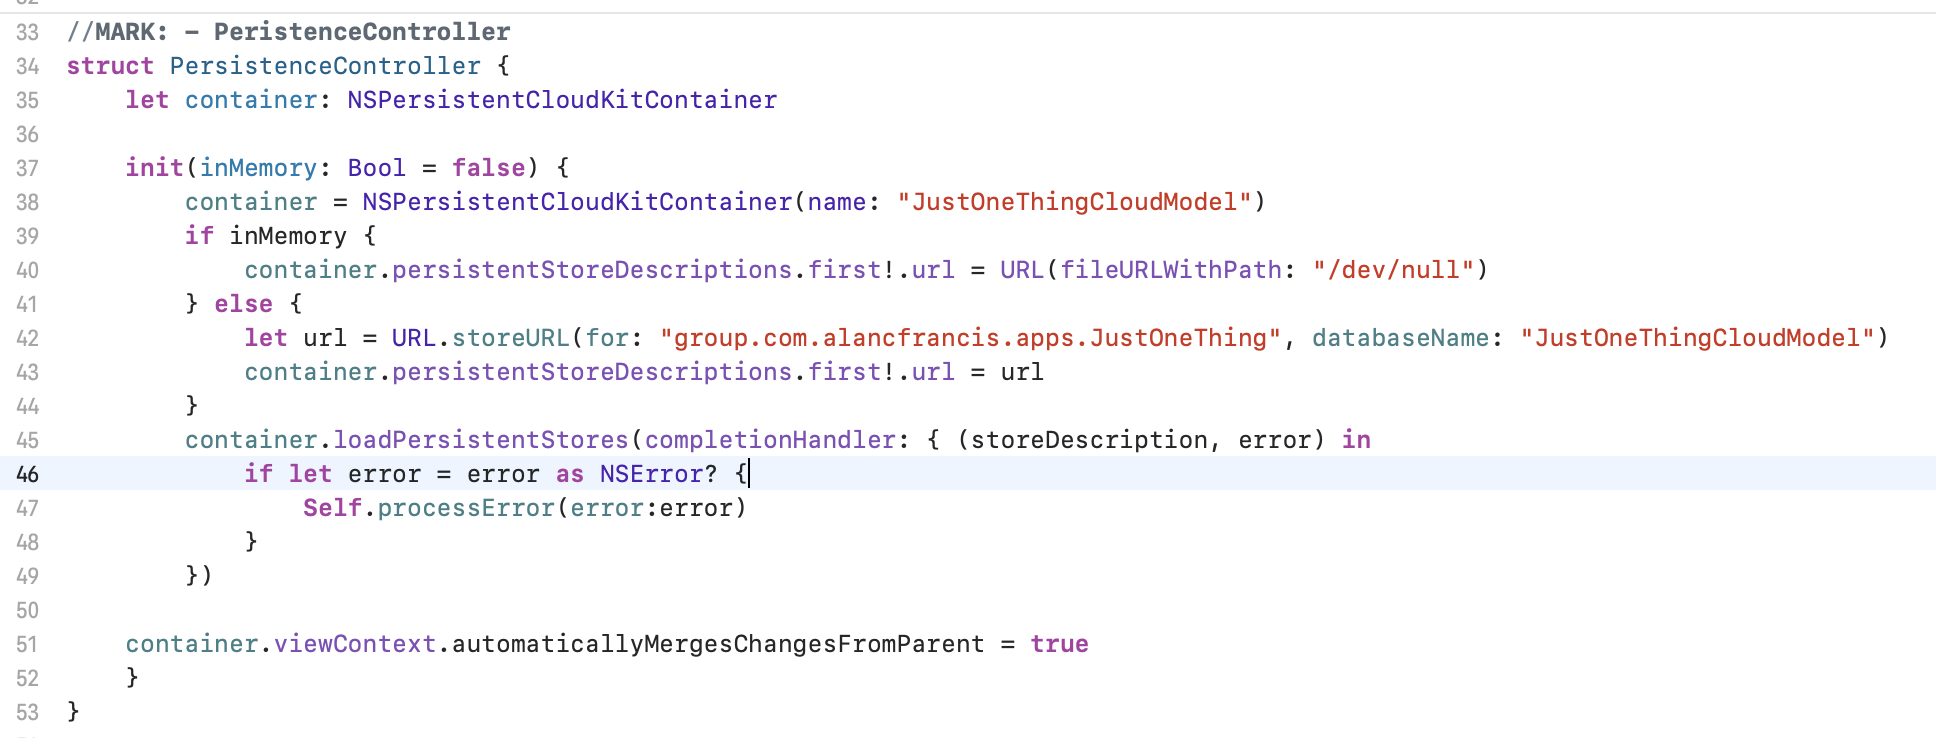 33 //MARK: - PeristenceController
34 struct PersistenceController {
35 let container: NSPersistentCloudKitContainer
36
37 init(inMemory: Bool = false) {
38 container = NSPersistentCloudKitContainer(name: "JustOneThingCloudModel")
39 if inMemory {
40 container.persistentStoreDescriptions.first!.url = URL(fileURLWithPath: "/dev/null")
41 } else {
42 let url = URL.storeURL(for: "group.com.alancfrancis.apps.JustOneThing", databaseName: "JustOneThingCloudModel")
43 container.persistentStoreDescriptions.first!.url = url
44 }
45 container.loadPersistentStores(completionHandler: { (storeDescription, error) in
46 if let error = error as NSError? {
47 Self.processError(error:error)
48 }
49 })
50
51 container.viewContext.automaticallyMergesChangesFromParent = true
52 }
53 }